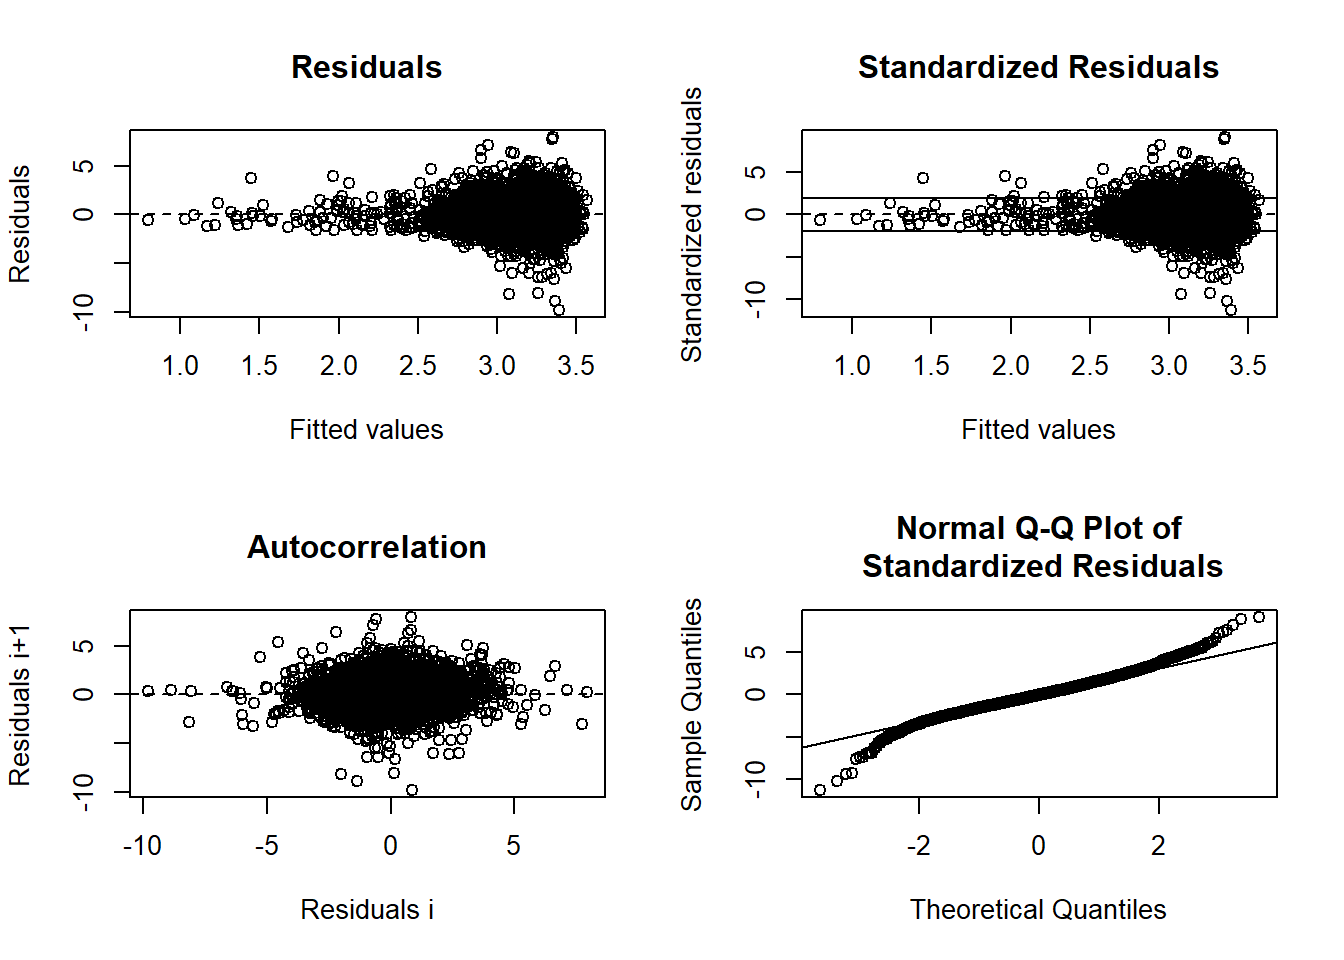 Residuals
Residuals
5
0
-10
1.0 1.5 2.0 2.5 3.0 3.5
Fitted values
Standardized Residuals
Standardized residuals
5
0
-10
1.0 1.5 2.0 2.5 3.0 3.5
Fitted values
Autocorrelation
Residuals i+1
5
0
-10
-10 -5 0 5
Residuals i
Normal Q-Q Plot of
Standardized Residuals
Sample Quantiles
5
0
-10
-2 0 2
Theoretical Quantiles